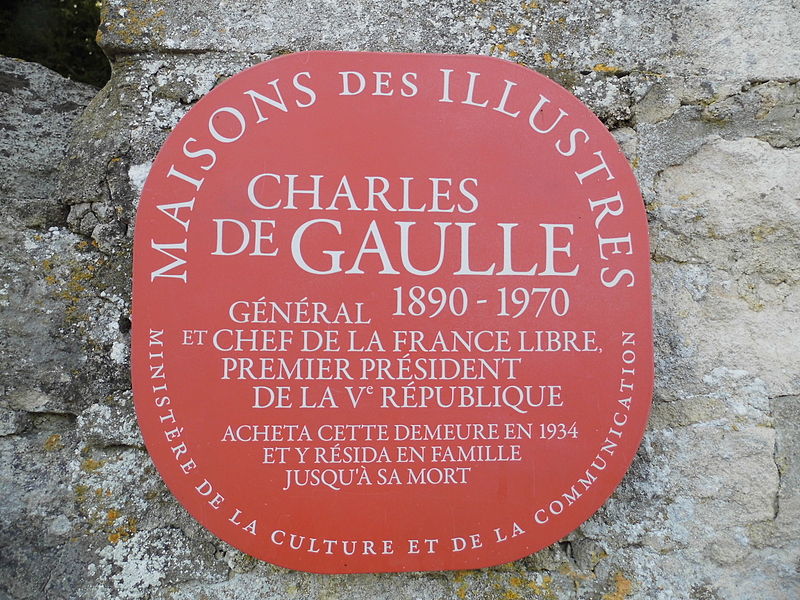 MAISONS DES ILLUSTRES
CHARLES
DE GAULLE
1890 - 1970
GÉNÉRAL
ET CHEF DE LA FRANCE LIBRE,
PREMIER PRÉSIDENT
DE LA Ve RÉPUBLIQUE
ACHETA CETTE DEMEURE EN 1934
ET Y RÉSIDA EN FAMILLE
JUSQU'À SA MORT
MINISTÈRE DE LA CULTURE ET DE LA COMMUNICATION